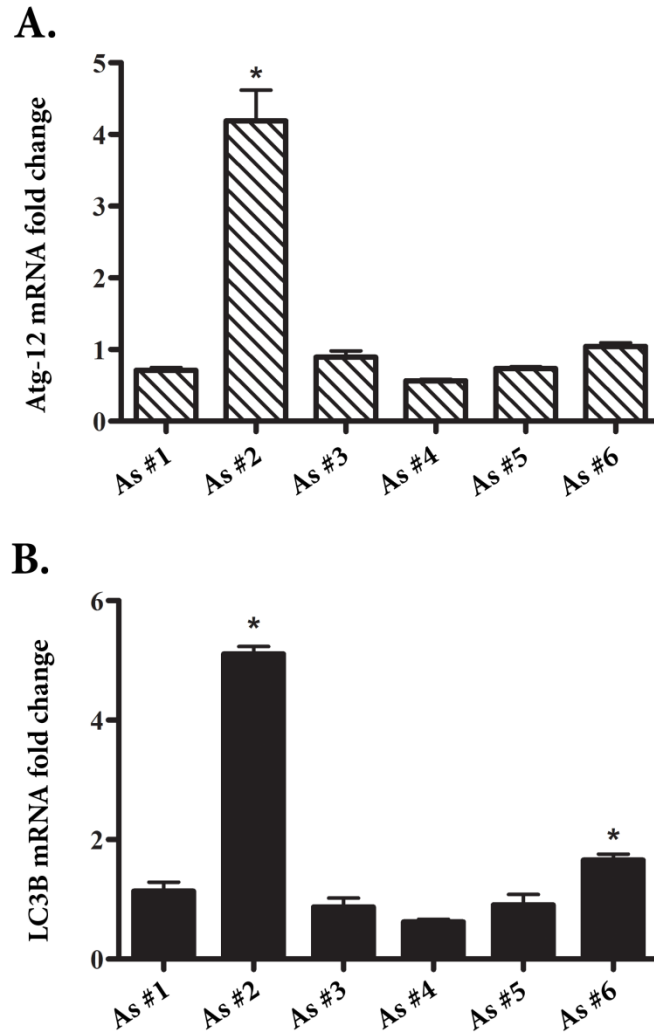 A.
Atg-12 mRNA fold change
5
4
3
2
1
0
*
As #1
As #2
As #3
As #4
As #5
As #6
B.
LC3B mRNA fold change
6
4
2
0
*
*
As #1
As #2
As #3
As #4
As #5
As #6